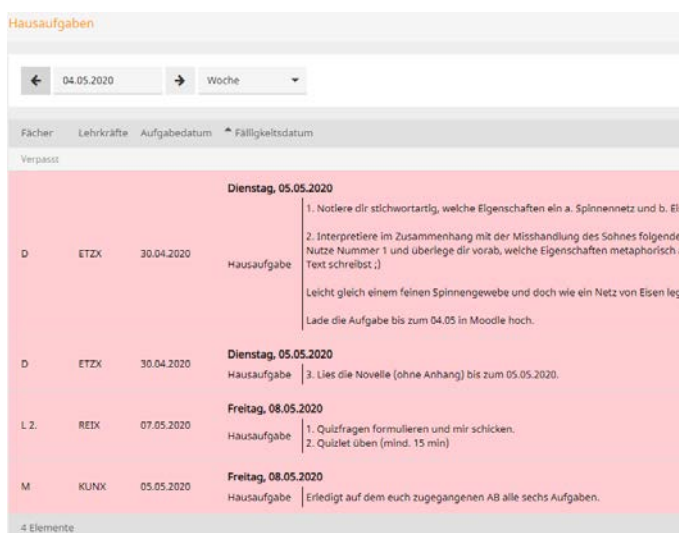 Hausaufgaben
04.05.2020 Woche
Fächer Lehrkräfte Aufgabedatum Fälligkeitsdatum
Verpasst
Dienstag, 05.05.2020
1. Notiere dir stichwortartig, welche Eigenschaften ein a. Spinnennetz und b.
2. Interpretiere im Zusammenhang mit der Misshandlung des Sohnes folgende
D ETZX 30.04.2020 Hausaufgabe Nutze Nummer 1 und überlege dir vorab, welche Eigenschaften metaphorisch
Text schreibst ;)
Leicht gleich einem feinen Spinnengewebe und doch wie ein Netz von Eisen
Lade die Aufgabe bis zum 04.05 in Moodle hoch.
Dienstag, 05.05.2020
D ETZX 30.04.2020 Hausaufgabe 3. Lies die Novelle (ohne Anhang) bis zum 05.05.2020.
Freitag, 08.05.2020
L 2. REIX 07.05.2020 Hausaufgabe 1. Quizfragen formulieren und mir schicken.
2. Quizlet üben (mind. 15 min)
Freitag, 08.05.2020
M KUNX 05.05.2020 Hausaufgabe Erledigt auf dem euch zugegangenen AB alle sechs Aufgaben.
4 Elemente